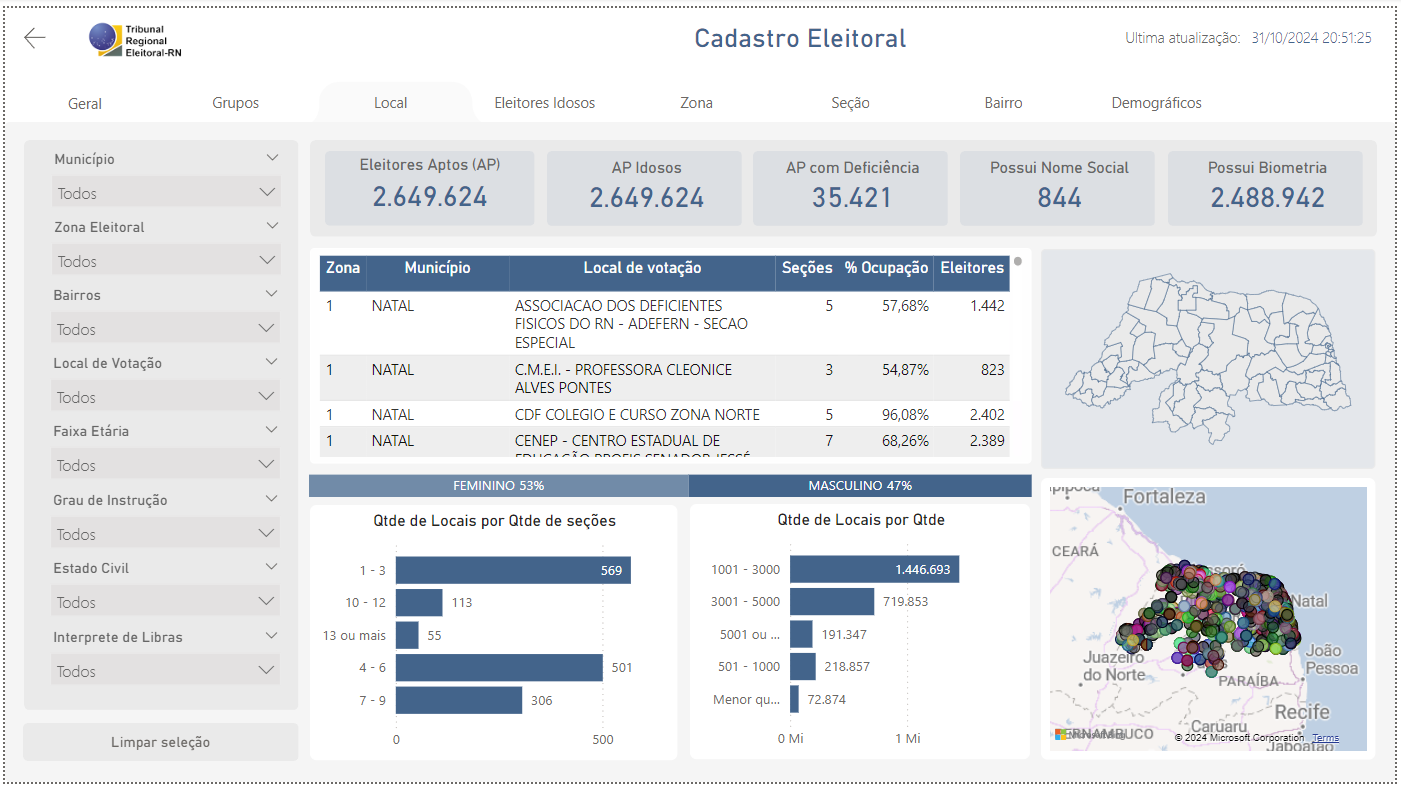 Tribunal
Regional
Eleitoral-RN
Cadastro Eleitoral
Ultima atualização: 31/10/2024 20:51:25
Geral
Grupos
Local
Eleitores Idosos
Zona
Seção
Bairro
Demográficos
Município
Todos
Zona Eleitoral
Todos
Bairros
Todos
Local de Votação
Todos
Faixa Etária
Todos
Grau de Instrução
Todos
Estado Civil
Todos
Interprete de Libras
Todos
Limpar seleção
Eleitores Aptos (AP)
2.649.624
AP Idosos
2.649.624
AP com Deficiência
35.421
Possui Nome Social
844
Possui Biometria
2.488.942
Zona Município Local de votação Seções % Ocupação Eleitores
1 NATAL ASSOCIACAO DOS DEFICIENTES 5 57,68% 1.442
FISICOS DO RN - ADEFERN - SECAO
ESPECIAL
1 NATAL C.M.E.I. - PROFESSORA CLEONICE 3 54,87% 823
ALVES PONTES
1 NATAL CDF COLEGIO E CURSO ZONA NORTE 5 96,08% 2.402
1 NATAL CENEP - CENTRO ESTADUAL DE 7 68,26% 2.389
EDUCAÇÃO PROFIS SENADOR JESSÉ
FEMININO 53%
MASCULINO 47%
Qtde de Locais por Qtde de seções
1 - 3 569
10 - 12 113
13 ou mais 55
4 - 6 501
7 - 9 306
0 500
Qtde de Locais por Qtde
1001 - 3000 1.446.693
3001 - 5000 719.853
5001 ou ... 191.347
501 - 1000 218.857
Menor qu... 72.874
0 Mi 1 Mi
Fortaleza
CEARÁ
Natal
Juazeiro
do Norte
João
Pessoa
PARAÍBA
Recife
Caruaru
© 2024 Microsoft Corporation Terms